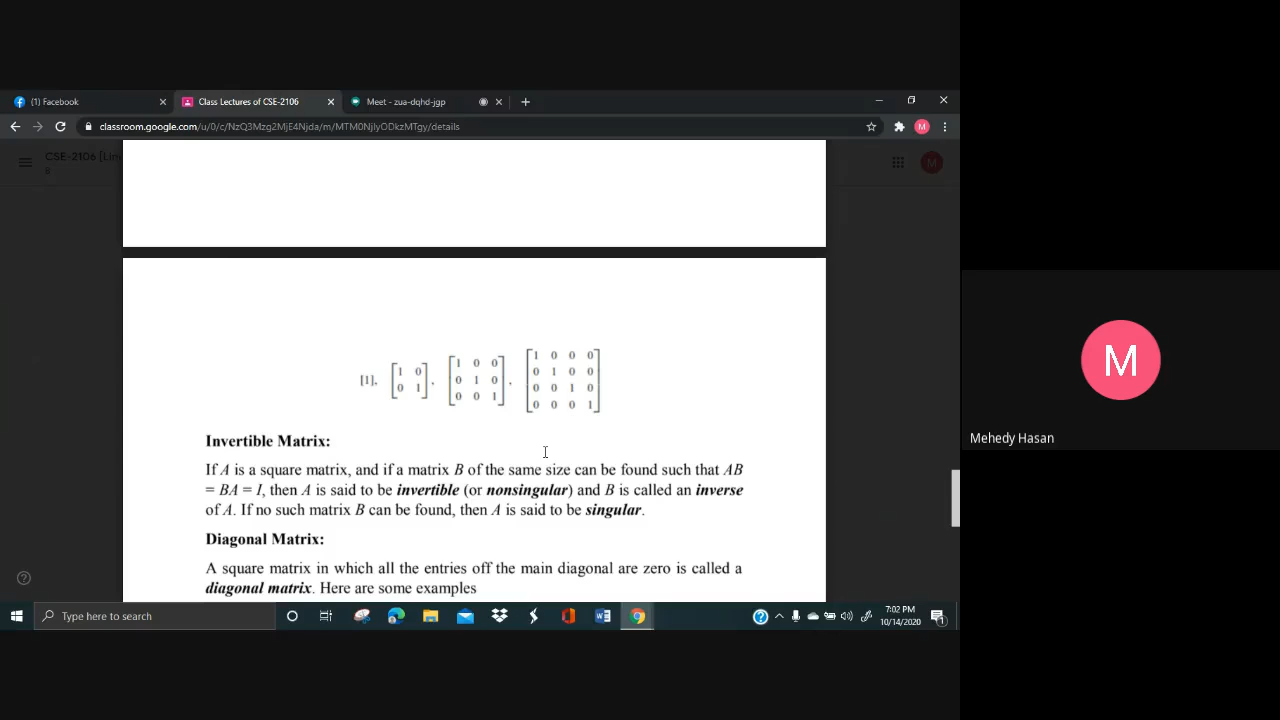 (1) Facebook
Class Lectures of CSE-2106
Meet - zua-dqhd-jgp
classroom.google.com/u/0/c/NzQ3Mzg2MjE4Njda/m/MTM0NjIyODkzMTgy/details
M
CSE-2106
M
[1], [1 0
0 1], [1 0 0
0 1 0
0 0 1], [1 0 0 0
0 1 0 0
0 0 1 0
0 0 0 1]
Invertible Matrix:
If A is a square matrix, and if a matrix B of the same size can be found such that AB
= BA = I, then A is said to be invertible (or nonsingular) and B is called an inverse
of A. If no such matrix B can be found, then A is said to be singular.
Diagonal Matrix:
A square matrix in which all the entries off the main diagonal are zero is called a
diagonal matrix. Here are some examples
Type here to search
7:02 PM
10/14/2020
1
M
Mehedy Hasan